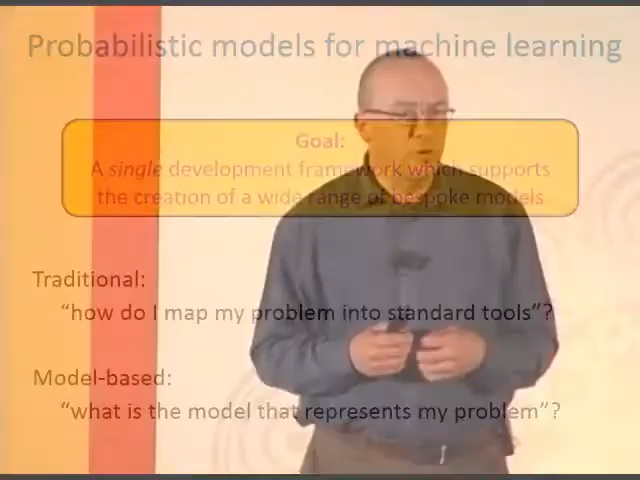 Probabilistic models for machine learning
Goal:
A single development framework which supports
the creation of a wide range of bespoke models
Traditional:
"how do I map my problem into standard tools"?
Model-based:
"what is the model that represents my problem"?